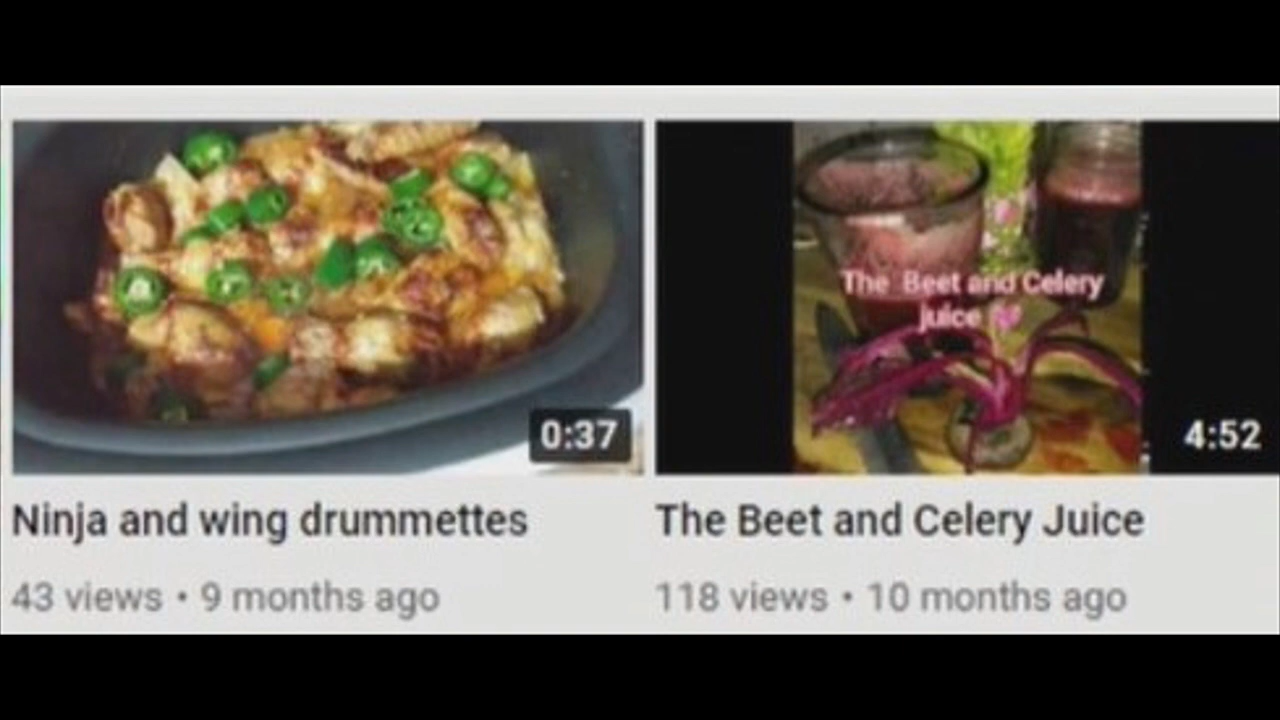 The Beet and Celery
juice
0:37
4:52
Ninja and wing drummettes
The Beet and Celery Juice
43 views • 9 months ago
118 views • 10 months ago